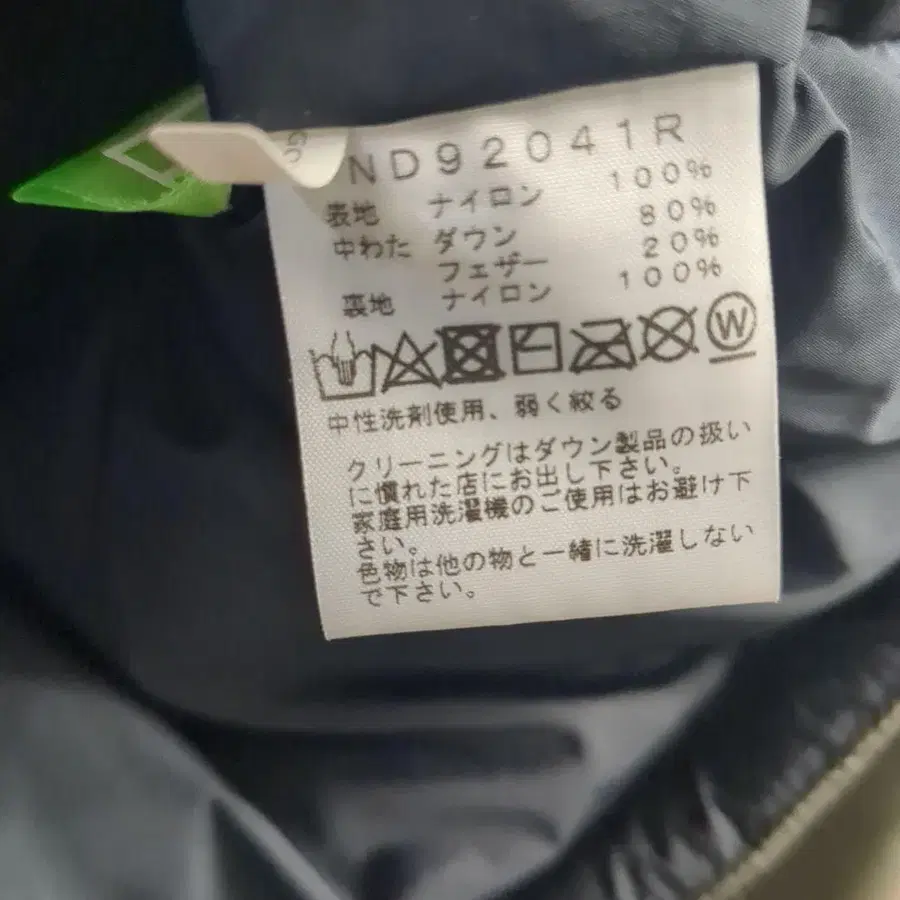 ND92041R
表地 ナイロン 100%
中わた ダウン 80%
フェザー 20%
裏地 ナイロン 100%
W
中性洗剤使用、弱く絞る
クリーニングはダウン製品の扱い
に慣れた店にお出し下さい。
家庭用洗濯機のご使用はお避け下
さい。
色物は他の物と一緒に洗濯しない
で下さい。